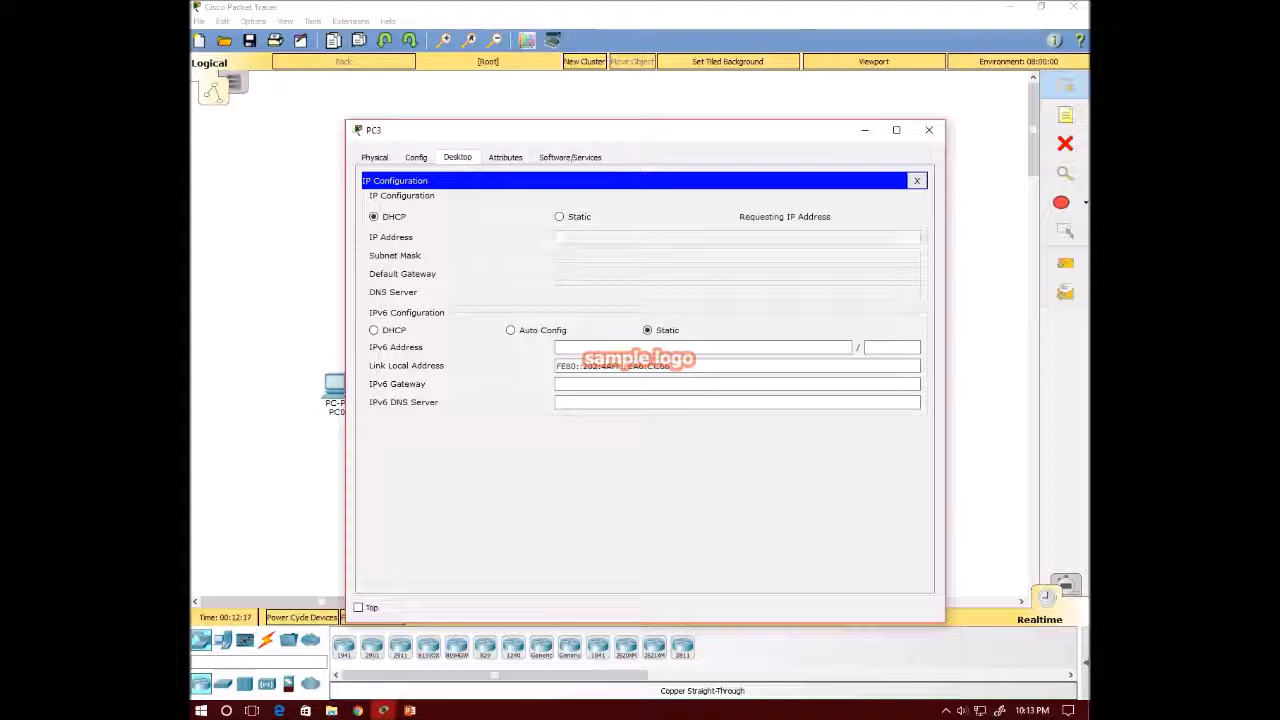 Cisco Packet Tracer
File Edit Options View Tools Extensions Help
Logical Back [Root] New Cluster Move Object Set Tiled Background Viewport Environment: 08:00:00
PC3
Physical Config Desktop Attributes Software/Services
IP Configuration X
IP Configuration
DHCP Static Requesting IP Address
IP Address
Subnet Mask
Default Gateway
DNS Server
IPv6 Configuration
DHCP Auto Config Static
IPv6 Address /
sample logo
Link Local Address
IPv6 Gateway
IPv6 DNS Server
PC0
Top
Time: 00:12:17 Power Cycle Devices Realtime
1941 2901 2911 819IOX 819HGW 829 1240 Generic Generic 1841 2620XM 2621XM 2811
Copper Straight-Through
10:13 PM